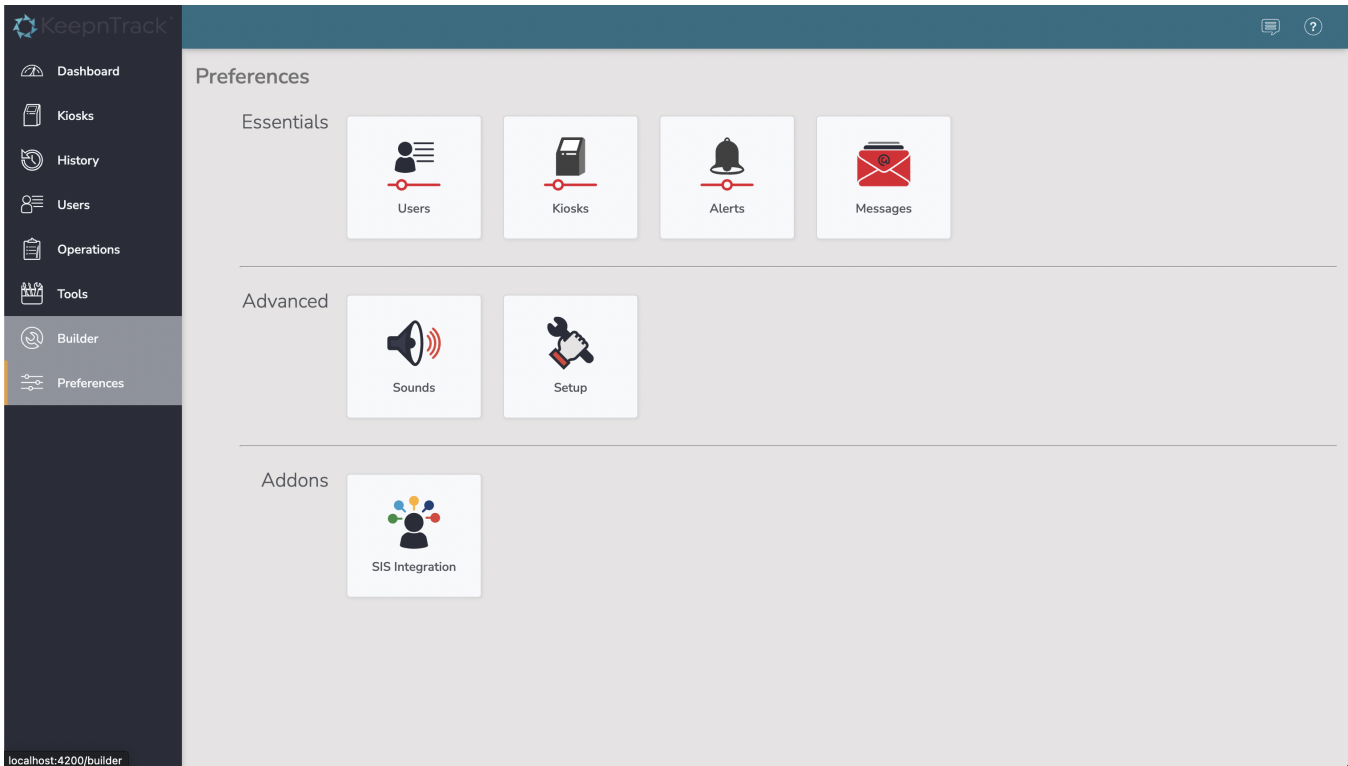 KeepnTrack
Dashboard
Kiosks
History
Users
Operations
Tools
Builder
Preferences
localhost:4200/builder
?
Preferences
Essentials
Users
Kiosks
Alerts
@
Messages
Advanced
Sounds
Setup
Addons
SIS Integration